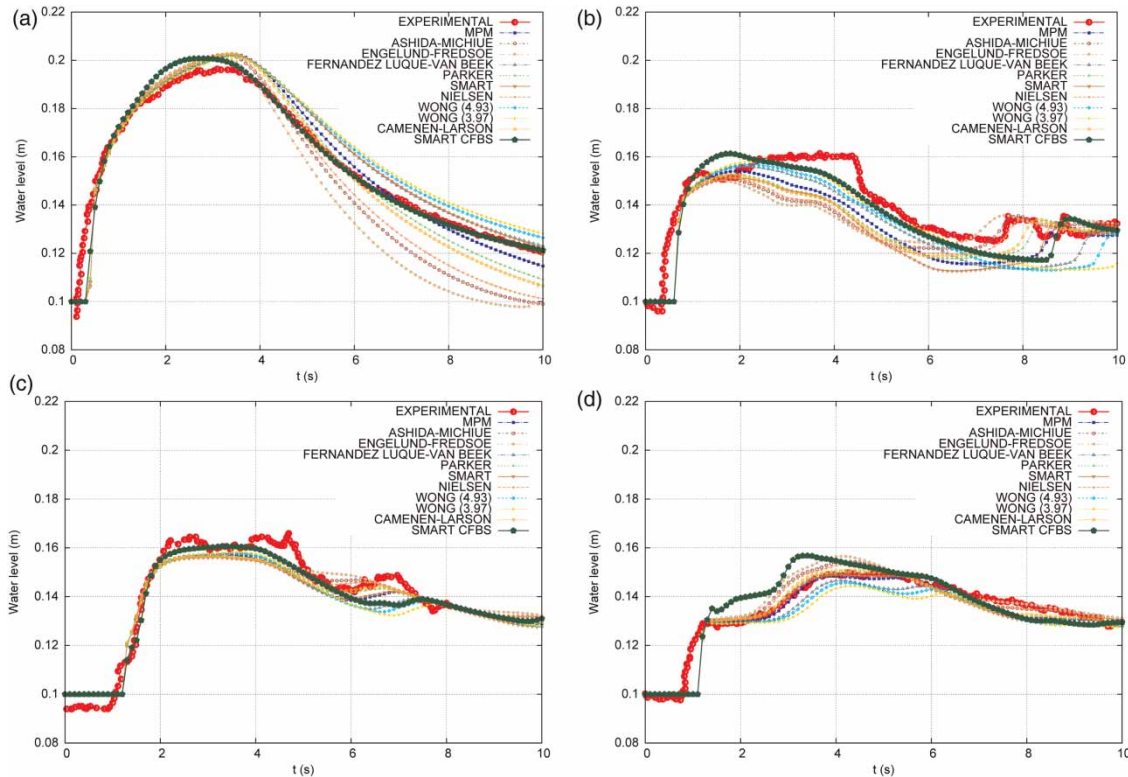 (a)
0.22
0.2
0.18
0.16
0.14
0.12
0.1
0.08
Water level (m)
0 2 4 6 8 10
t (s)
EXPERIMENTAL
MPM
ASHIDA-MICHIUE
ENGELUND-FREDSOE
FERNANDEZ LUQUE-VAN BEEK
PARKER
SMART
NIELSEN
WONG (4.93)
WONG (3.97)
CAMENEN-LARSON
SMART CFBS
(b)
0.22
0.2
0.18
0.16
0.14
0.12
0.1
0.08
Water level (m)
0 2 4 6 8 10
t (s)
EXPERIMENTAL
MPM
ASHIDA-MICHIUE
ENGELUND-FREDSOE
FERNANDEZ LUQUE-VAN BEEK
PARKER
SMART
NIELSEN
WONG (4.93)
WONG (3.97)
CAMENEN-LARSON
SMART CFBS
(c)
0.22
0.2
0.18
0.16
0.14
0.12
0.1
0.08
Water level (m)
0 2 4 6 8 10
t (s)
EXPERIMENTAL
MPM
ASHIDA-MICHIUE
ENGELUND-FREDSOE
FERNANDEZ LUQUE-VAN BEEK
PARKER
SMART
NIELSEN
WONG (4.93)
WONG (3.97)
CAMENEN-LARSON
SMART CFBS
(d)
0.22
0.2
0.18
0.16
0.14
0.12
0.1
0.08
Water level (m)
0 2 4 6 8 10
t (s)
EXPERIMENTAL
MPM
ASHIDA-MICHIUE
ENGELUND-FREDSOE
FERNANDEZ LUQUE-VAN BEEK
PARKER
SMART
NIELSEN
WONG (4.93)
WONG (3.97)
CAMENEN-LARSON
SMART CFBS